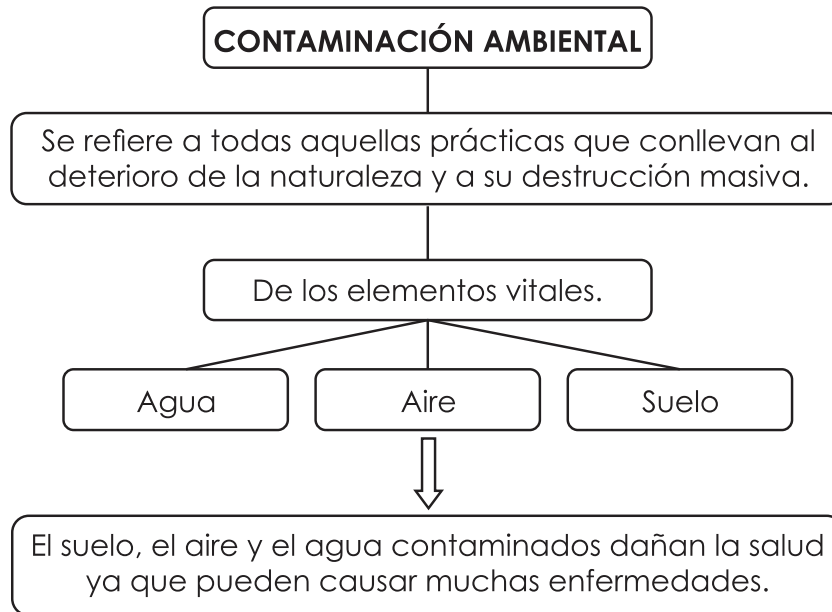 CONTAMINACIÓN AMBIENTAL
Se refiere a todas aquellas prácticas que conllevan al
deterioro de la naturaleza y a su destrucción masiva.
De los elementos vitales.
Agua
Aire
Suelo
El suelo, el aire y el agua contaminados dañan la salud
ya que pueden causar muchas enfermedades.